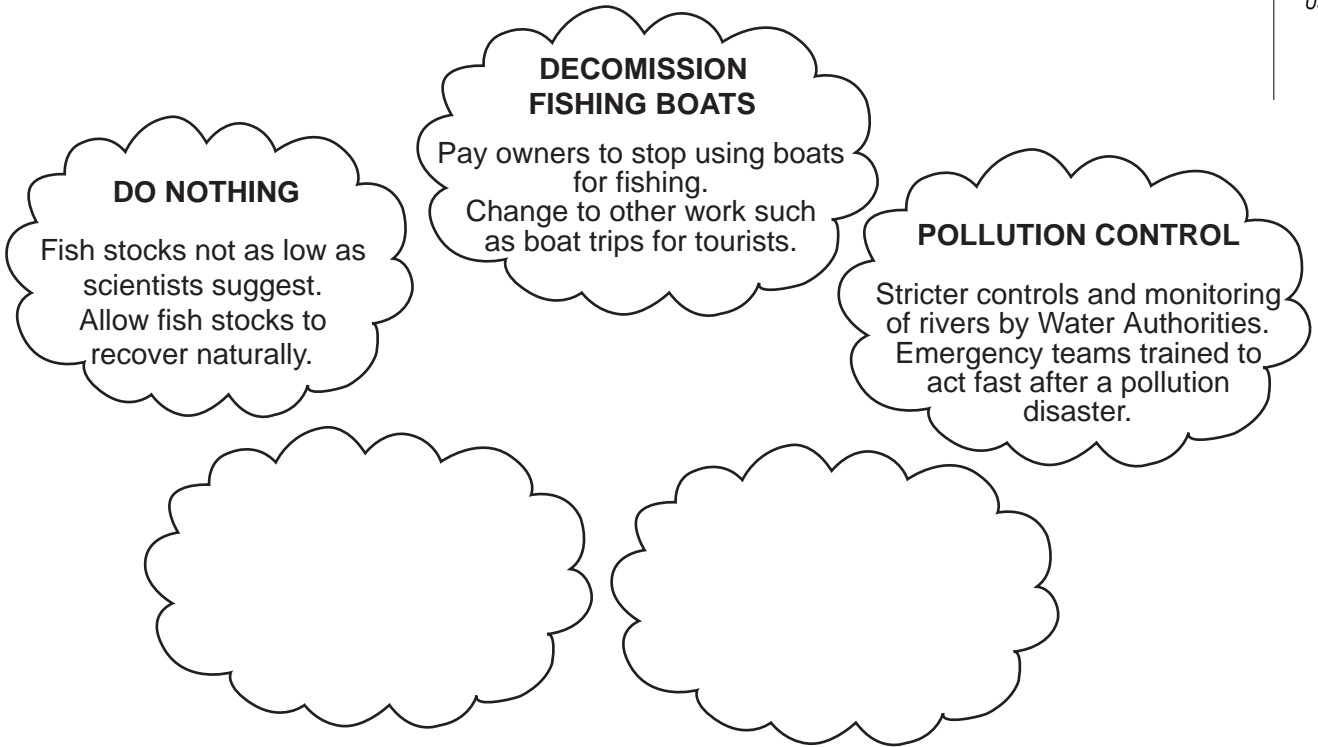 DO NOTHING
Fish stocks not as low as
scientists suggest.
Allow fish stocks to
recover naturally.
DECOMISSION
FISHING BOATS
Pay owners to stop using boats
for fishing.
Change to other work such
as boat trips for tourists.
POLLUTION CONTROL
Stricter controls and monitoring
of rivers by Water Authorities.
Emergency teams trained to
act fast after a pollution
disaster.